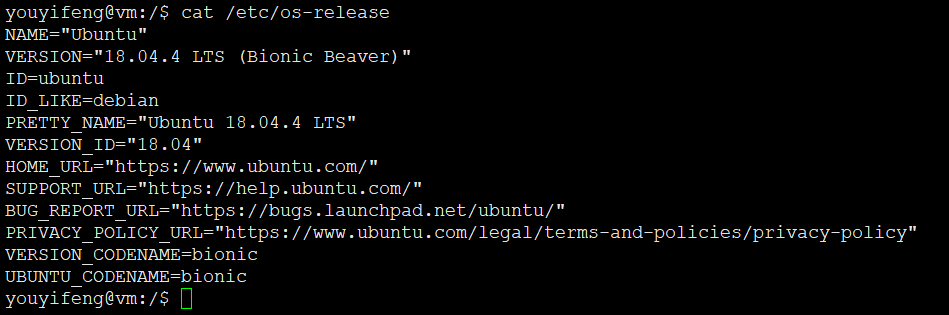 youyifeng@vm:/$ cat /etc/os-release
NAME="Ubuntu"
VERSION="18.04.4 LTS (Bionic Beaver)"
ID=ubuntu
ID_LIKE=debian
PRETTY_NAME="Ubuntu 18.04.4 LTS"
VERSION_ID="18.04"
HOME_URL="https://www.ubuntu.com/"
SUPPORT_URL="https://help.ubuntu.com/"
BUG_REPORT_URL="https://bugs.launchpad.net/ubuntu/"
PRIVACY_POLICY_URL="https://www.ubuntu.com/legal/terms-and-policies/privacy-policy"
VERSION_CODENAME=bionic
UBUNTU_CODENAME=bionic
youyifeng@vm:/$